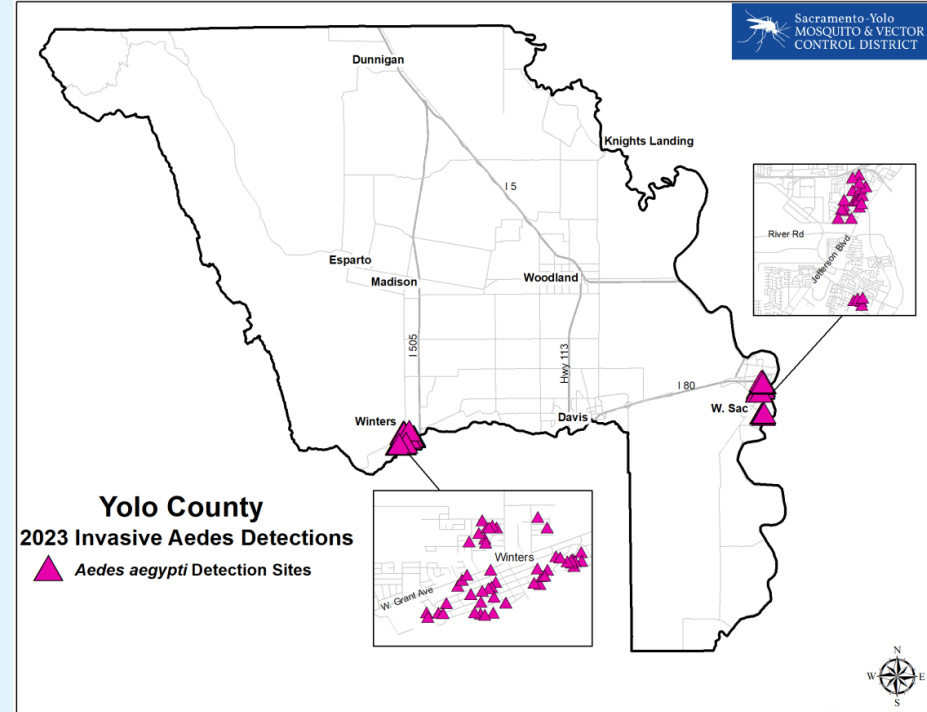 Sacramento-Yolo
MOSQUITO & VECTOR
CONTROL DISTRICT
Dunnigan
Knights Landing
I 5
River Rd
Jefferson Blvd
Esparto
Madison
Woodland
I 505
Hwy 113
I 80
W. Sac
Winters
Davis
Yolo County
2023 Invasive Aedes Detections
Aedes aegypti Detection Sites
Winters
W. Grant Ave
N
W
E
S